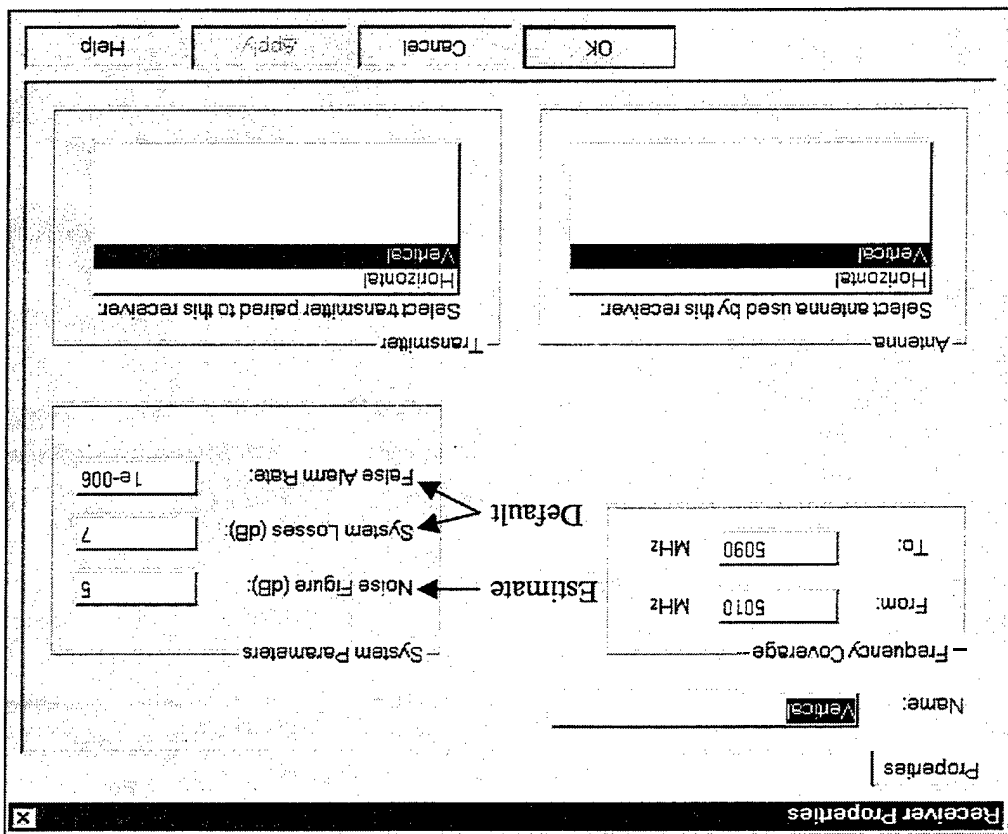 Receiver Properties
Properties
Name: Vertical
Frequency Coverage
From: 5010 MHz
To: 5090 MHz
System Parameters
Estimate
Noise Figure (dB): 5
Default
System Losses (dB): 7
False Alarm Rate: 1e-006
Antenna
Select antenna used by this receiver:
Horizontal
Vertical
Transmitter
Select transmitter paired to this receiver:
Horizontal
Vertical
OK
Cancel
Apply
Help